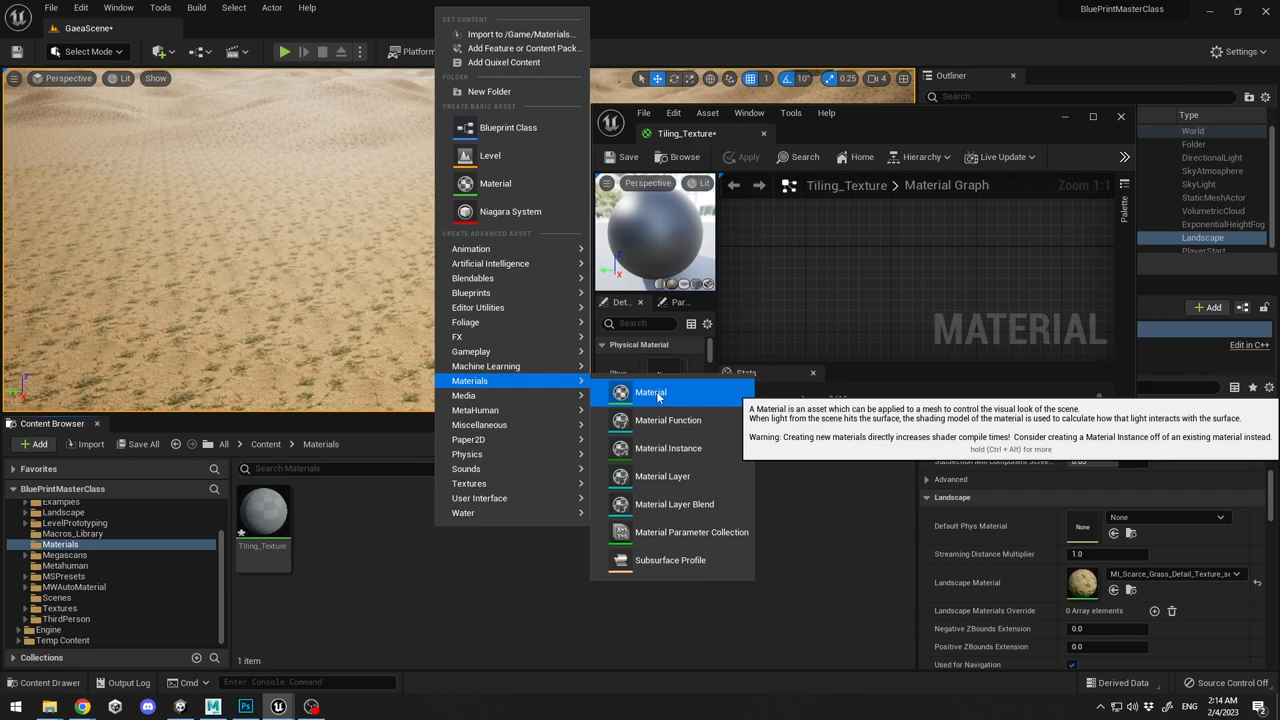 File
Edit
Window
Tools
Build
Select
Actor
Help
BluePrintMasterClass
GaeaScene*
Select Mode
Platform
Settings
Perspective
Lit
Show
1
10°
0.25
4
GET CONTENT
Import to /Game/Materials...
Add Feature or Content Pack...
Add Quixel Content
FOLDER
New Folder
CREATE BASIC ASSET
Blueprint Class
Level
Material
Niagara System
CREATE ADVANCED ASSET
Animation
Artificial Intelligence
Blendables
Blueprints
Editor Utilities
Foliage
FX
Gameplay
Machine Learning
Materials
Media
MetaHuman
Miscellaneous
Paper2D
Physics
Sounds
Textures
User Interface
Water
Material
Material Function
Material Instance
Material Layer
Material Layer Blend
Material Parameter Collection
Subsurface Profile
A Material is an asset which can be applied to a mesh to control the visual look of the scene.
When light from the scene hits the surface, the shading model of the material is used to calculate how that light interacts with the surface.
Warning: Creating new materials directly increases shader compile times! Consider creating a Material Instance off of an existing material instead.
hold (Ctrl + Alt) for more
File
Edit
Asset
Window
Tools
Help
Tiling_Texture*
Save
Browse
Apply
Search
Home
Hierarchy
Live Update
Perspective
Lit
Tiling_Texture > Material Graph
Zoom 1:1
Palette
MATERIAL
Det...
Par...
Search
Physical Material
Stats
Outliner
Search...
Type
World
Folder
DirectionalLight
SkyAtmosphere
SkyLight
StaticMeshActor
VolumetricCloud
ExponentialHeightFog
Landscape
PlayerStart
Add
Edit in C++
Advanced
Landscape
Default Phys Material
None
None
Streaming Distance Multiplier
1.0
Landscape Material
MI_Scarce_Grass_Detail_Texture_se
Landscape Materials Override
0 Array elements
Negative ZBounds Extension
0.0
Positive ZBounds Extension
0.0
Used for Navigation
Content Browser
Add
Import
Save All
All
Content
Materials
Favorites
BluePrintMasterClass
Examples
Landscape
LevelPrototyping
Macros_Library
Materials
Megascans
Metahuman
MSPresets
MWAutoMaterial
Scenes
Textures
ThirdPerson
Engine
Temp Content
Collections
Search Materials
Tiling_Texture
1 item
Content Drawer
Output Log
Cmd
Enter Console Command
Derived Data
Source Control Off
2:14 AM
2/4/2023